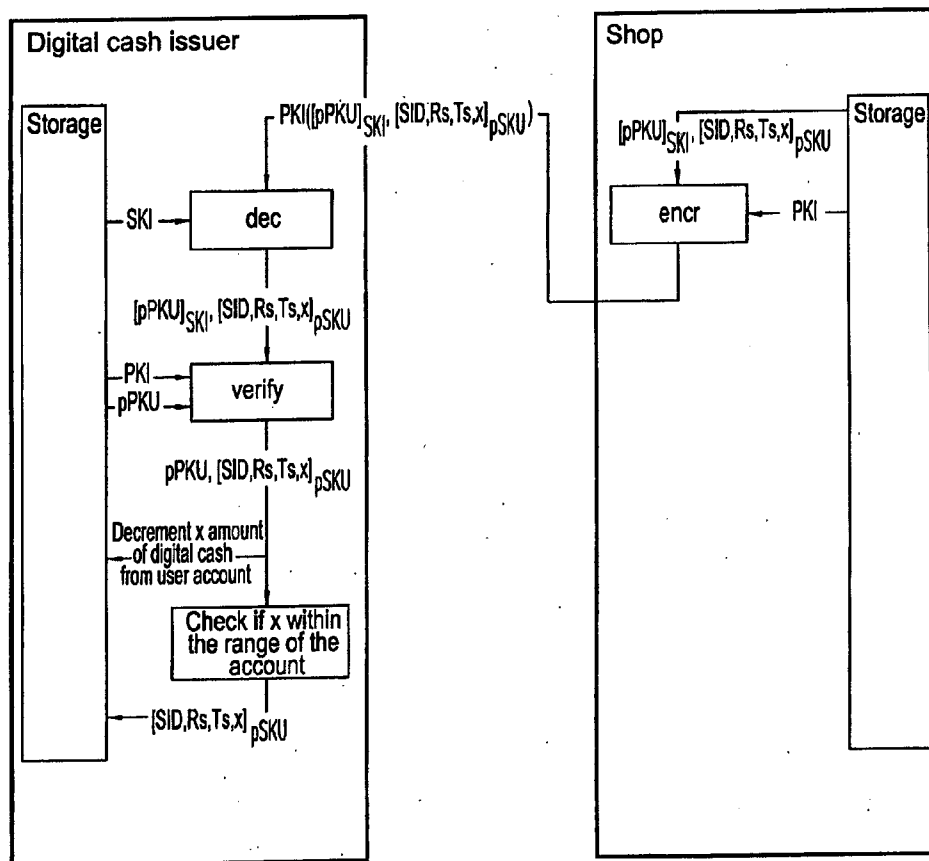 Digital cash issuer
Storage
PKI([pPKU]SKI, [SID,Rs,Ts,x]pSKU)
SKI
dec
[pPKU]SKI, [SID,Rs,Ts,x]pSKU
PKI
pPKU
verify
pPKU, [SID,Rs,Ts,x]pSKU
Decrement x amount
of digital cash
from user account
Check if x within
the range of the
account
[SID,Rs,Ts,x]pSKU
Shop
Storage
[pPKU]SKI, [SID,Rs,Ts,x]pSKU
encr
PKI